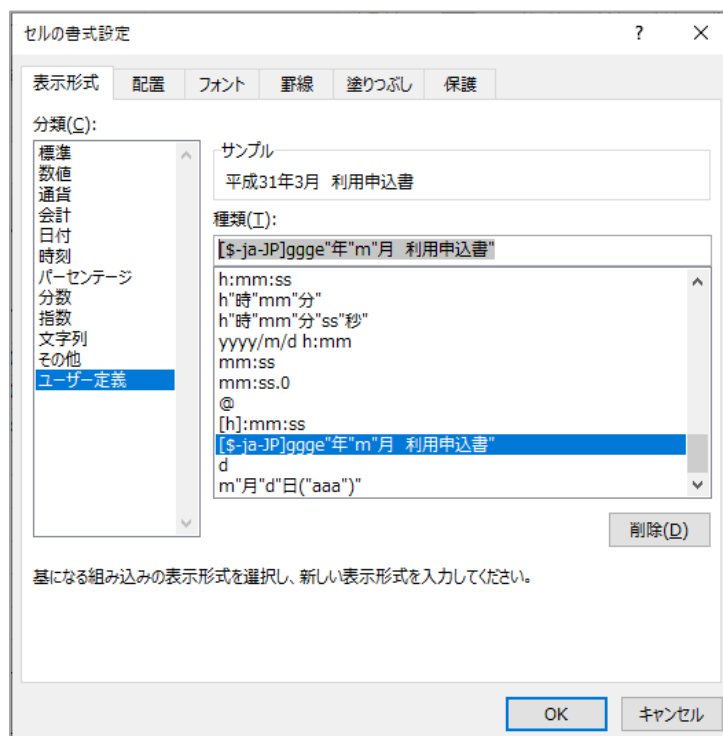 セルの書式設定
? ×
表示形式 配置 フォント 罫線 塗りつぶし 保護
分類(C):
標準
数値
通貨
会計
日付
時刻
パーセンテージ
分数
指数
文字列
その他
ユーザー定義
サンプル
平成31年3月 利用申込書
種類(T):
[$-ja-JP]ggge"年"m"月 利用申込書"
h:mm:ss
h"時"mm"分"
h"時"mm"分"ss"秒"
yyyy/m/d h:mm
mm:ss
mm:ss.0
@
[h]:mm:ss
[$-ja-JP]ggge"年"m"月 利用申込書"
d
m"月"d"日("aaa")"
削除(D)
基になる組み込みの表示形式を選択し、新しい表示形式を入力してください。
OK キャンセル